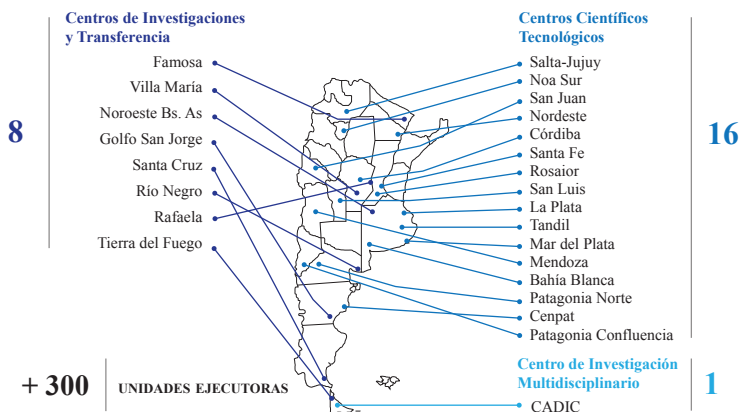 Centros de Investigaciones
y Transferencia
8
Famosa
Villa María
Noroeste Bs. As
Golfo San Jorge
Santa Cruz
Río Negro
Rafaela
Tierra del Fuego
Centros Científicos
Tecnológicos
16
Salta-Jujuy
Noa Sur
San Juan
Nordeste
Córdiba
Santa Fe
Rosaior
San Luis
La Plata
Tandil
Mar del Plata
Mendoza
Bahía Blanca
Patagonia Norte
Cenpat
Patagonia Confluencia
+ 300
UNIDADES EJECUTORAS
Centro de Investigación
Multidisciplinario
1
CADIC